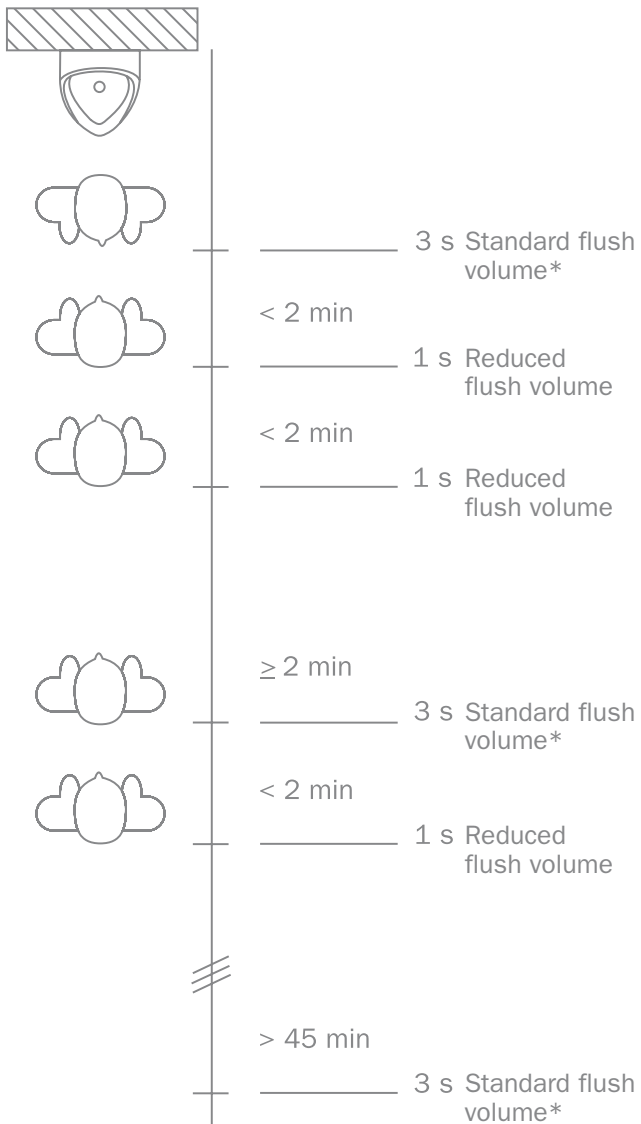 3 s Standard flush
volume*
< 2 min
1 s Reduced
flush volume
< 2 min
1 s Reduced
flush volume
≥ 2 min
3 s Standard flush
volume*
< 2 min
1 s Reduced
flush volume
> 45 min
3 s Standard flush
volume*